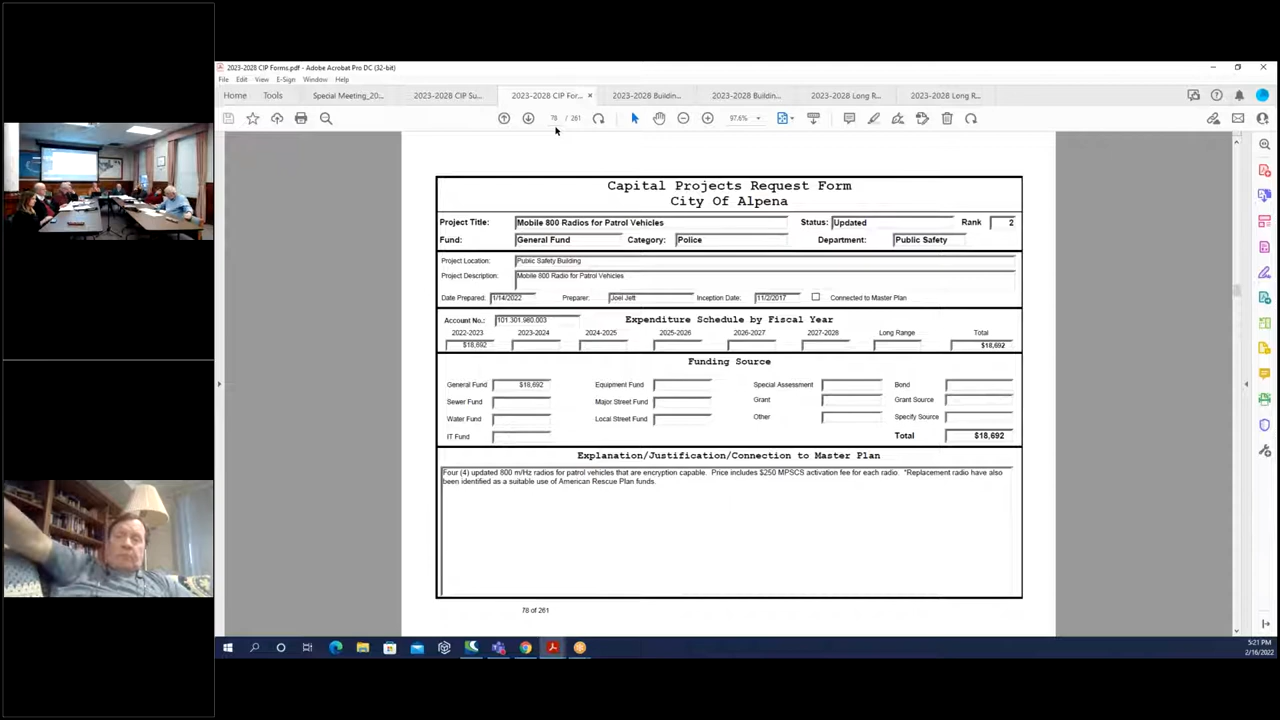 2023-2028 CIP Forms.pdf - Adobe Acrobat Pro DC (32-bit)
File Edit View E-Sign Window Help
Home Tools Special Meeting_20... 2023-2028 CIP Su... 2023-2028 CIP For... × 2023-2028 Buildin... 2023-2028 Buildin... 2023-2028 Long R... 2023-2028 Long R...
78 / 261 97.6%
Capital Projects Request Form
City Of Alpena
Project Title: Mobile 800 Radios for Patrol Vehicles Status: Updated Rank 2
Fund: General Fund Category: Police Department: Public Safety
Project Location: Public Safety Building
Project Description: Mobile 800 Radio for Patrol Vehicles
Date Prepared: 1/14/2022 Preparer: Joel Jett Inception Date: 11/2/2017 Connected to Master Plan
Account No.: 101.301.980.003 Expenditure Schedule by Fiscal Year
2022-2023 2023-2024 2024-2025 2025-2026 2026-2027 2027-2028 Long Range Total
$18,692 $18,692
Funding Source
General Fund $18,692 Equipment Fund Special Assessment Bond
Sewer Fund Major Street Fund Grant Grant Source
Water Fund Local Street Fund Other Specify Source
IT Fund Total $18,692
Explanation/Justification/Connection to Master Plan
Four (4) updated 800 m/Hz radios for patrol vehicles that are encryption capable. Price includes $250 MPSCS activation fee for each radio *Replacement radio have also
been identified as a suitable use of American Rescue Plan funds.
78 of 261
5:21 PM
2/16/2022